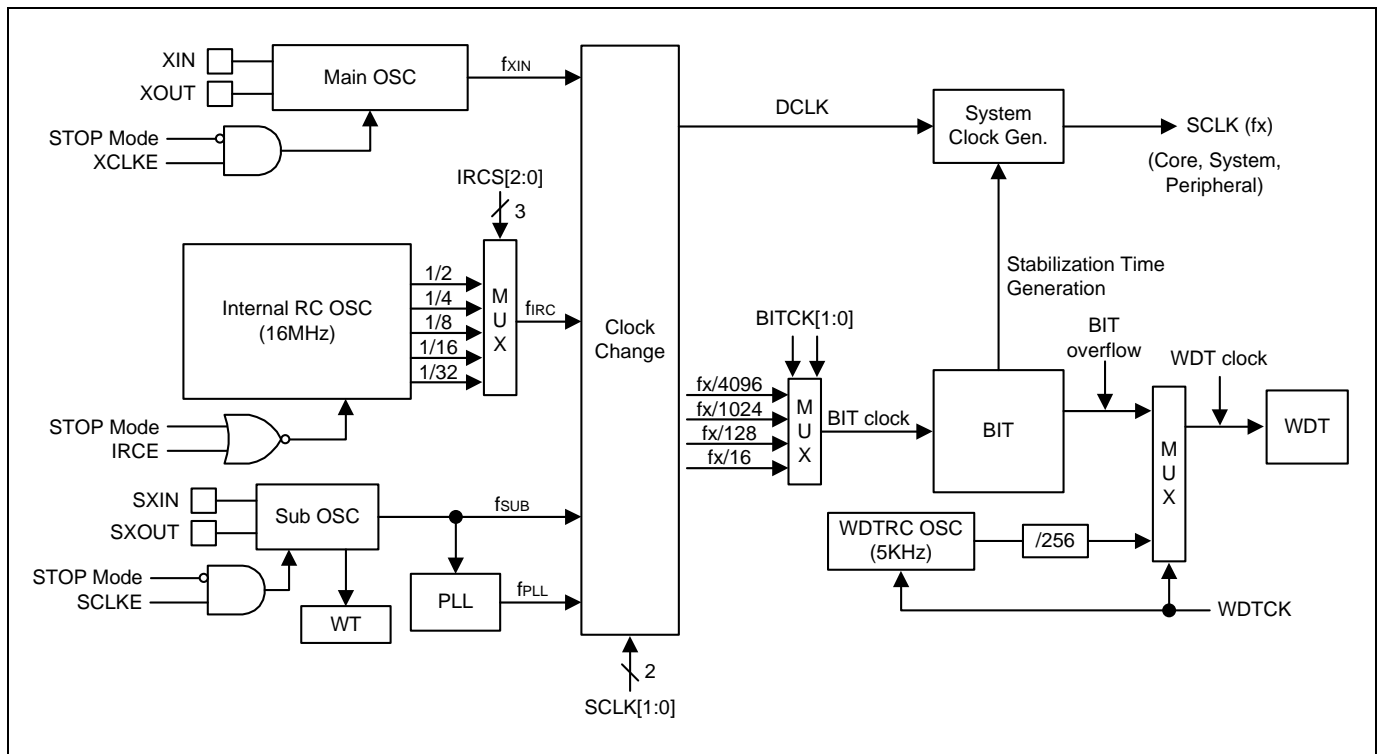 XIN
XOUT
Main OSC
fXIN
STOP Mode
XCLKE
IRCS[2:0]
3
Internal RC OSC
(16MHz)
1/2
1/4
1/8
1/16
1/32
M
U
X
fIRC
STOP Mode
IRCE
SXIN
SXOUT
Sub OSC
fSUB
STOP Mode
SCLKE
WT
PLL
fPLL
Clock
Change
2
SCLK[1:0]
DCLK
System
Clock Gen.
SCLK (fx)
(Core, System,
Peripheral)
Stabilization Time
Generation
BITCK[1:0]
fx/4096
fx/1024
fx/128
fx/16
M
U
X
BIT clock
BIT
BIT
overflow
WDT clock
M
U
X
WDT
WDTRC OSC
(5KHz)
/256
WDTCK